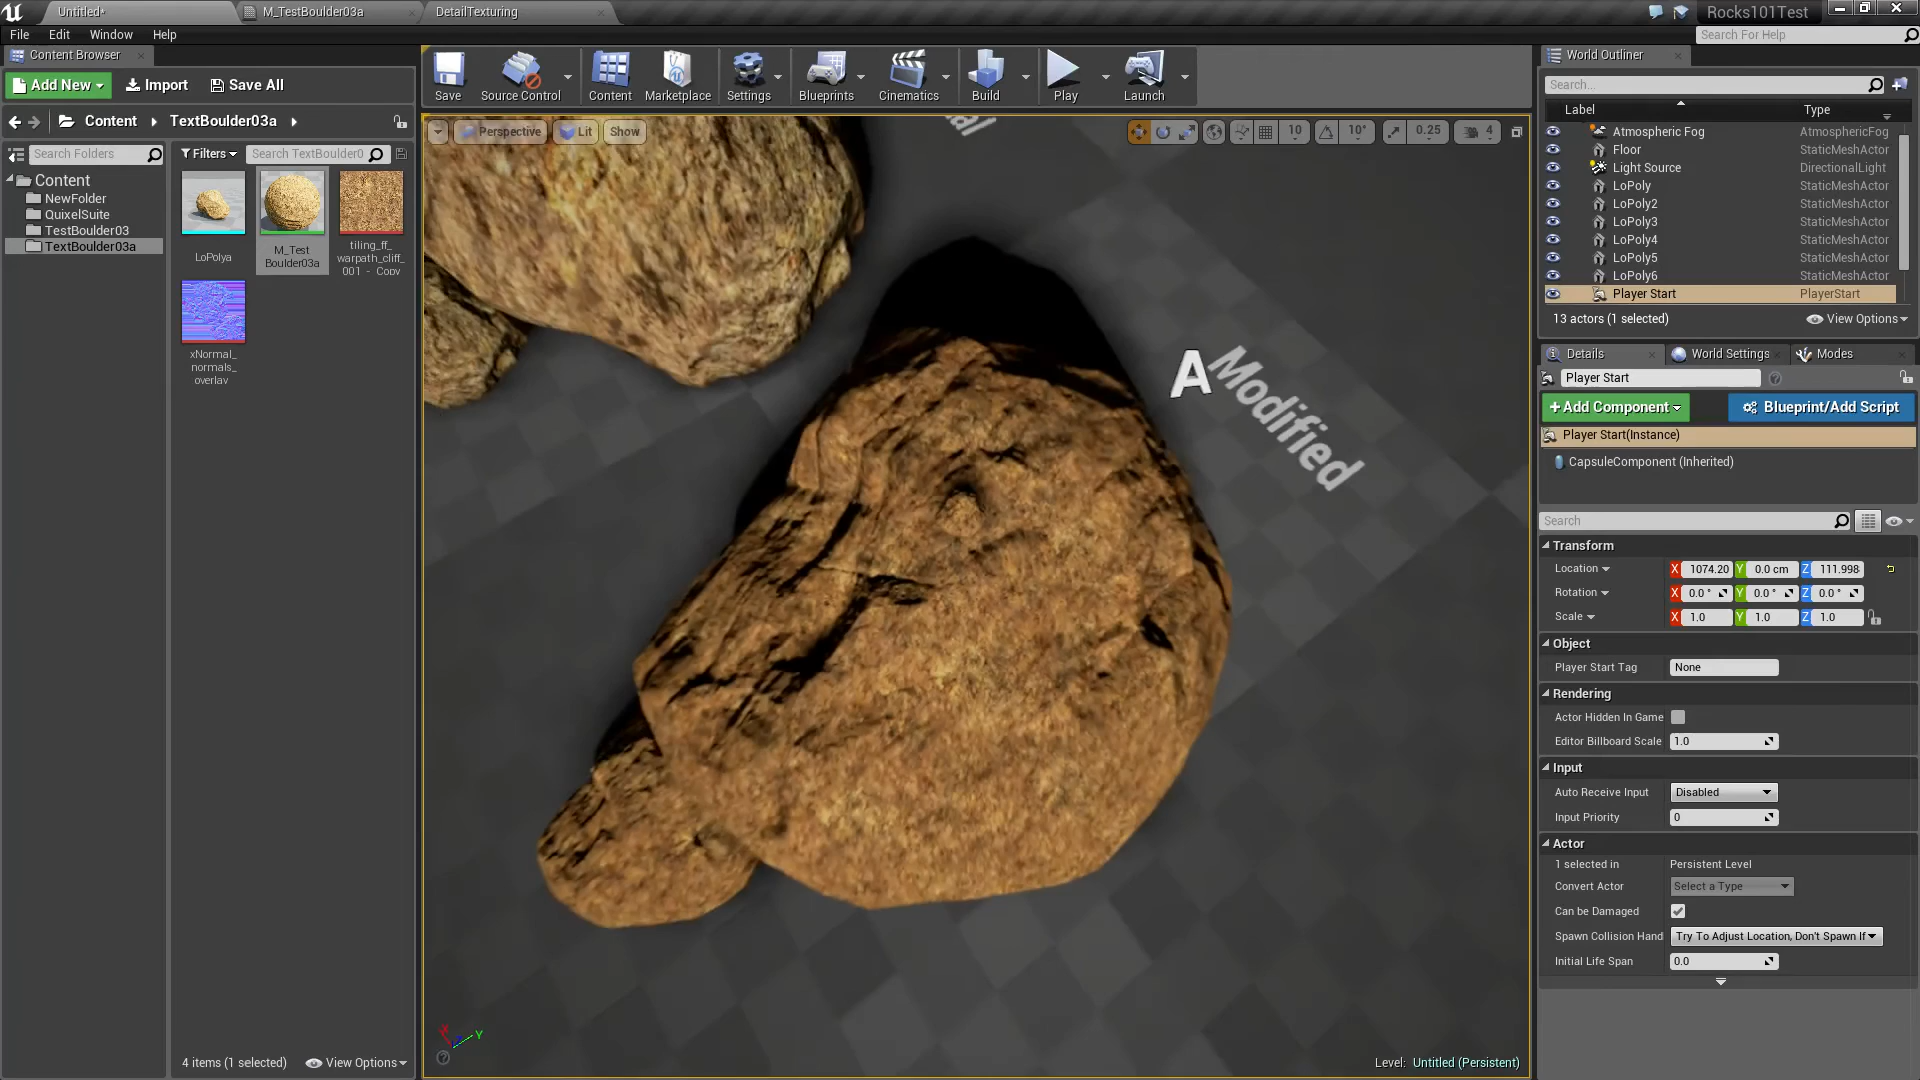 Untitled*
M_TestBoulder03a
DetailTexturing
Rocks101Test
File Edit Window Help
Search For Help
Content Browser
Add New
Import
Save All
Content
TextBoulder03a
Search Folders
Content
NewFolder
QuixelSuite
TestBoulder03
TextBoulder03a
Filters
Search TextBoulder0
LoPolya
M_Test
Boulder03a
tiling_ff_
warpath_cliff_
001_-_Copy
xNormal_
normals_
overlay
4 items (1 selected)
View Options
Save
Source Control
Content
Marketplace
Settings
Blueprints
Cinematics
Build
Play
Launch
Perspective
Lit
Show
10
10°
0.25
4
A
Modified
Level: Untitled (Persistent)
World Outliner
Search...
Label Type
Atmospheric Fog AtmosphericFog
Floor StaticMeshActor
Light Source DirectionalLight
LoPoly StaticMeshActor
LoPoly2 StaticMeshActor
LoPoly3 StaticMeshActor
LoPoly4 StaticMeshActor
LoPoly5 StaticMeshActor
LoPoly6 StaticMeshActor
Player Start PlayerStart
13 actors (1 selected)
View Options
Details
World Settings
Modes
Player Start
+Add Component
Blueprint/Add Script
Player Start(Instance)
CapsuleComponent (Inherited)
Search
Transform
Location X 1074.20 Y 0.0 cm Z 111.998
Rotation X 0.0 ° Y 0.0 ° Z 0.0 °
Scale X 1.0 Y 1.0 Z 1.0
Object
Player Start Tag None
Rendering
Actor Hidden In Game
Editor Billboard Scale 1.0
Input
Auto Receive Input Disabled
Input Priority 0
Actor
1 selected in Persistent Level
Convert Actor Select a Type
Can be Damaged
Spawn Collision Hand Try To Adjust Location, Don't Spawn If
Initial Life Span 0.0